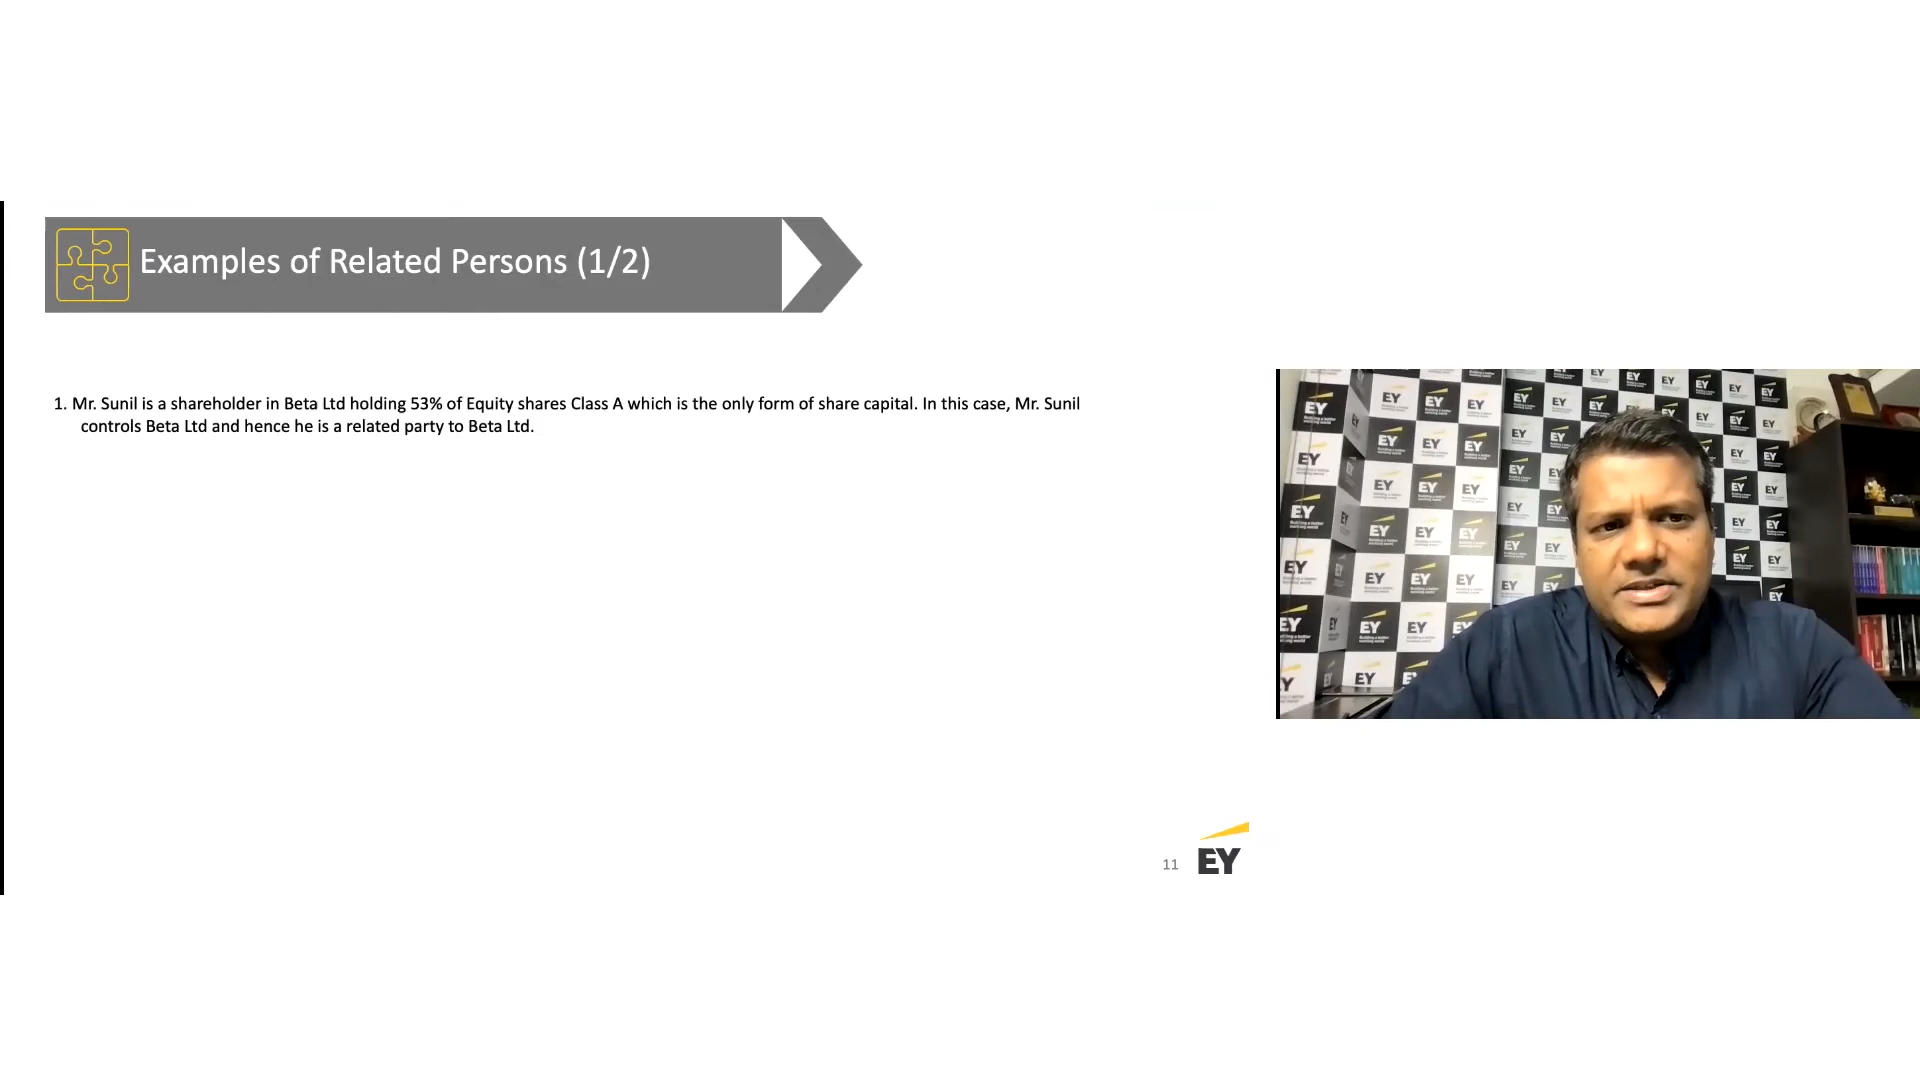 Examples of Related Persons (1/2)
1. Mr. Sunil is a shareholder in Beta Ltd holding 53% of Equity shares Class A which is the only form of share capital. In this case, Mr. Sunil
controls Beta Ltd and hence he is a related party to Beta Ltd.
11
EY